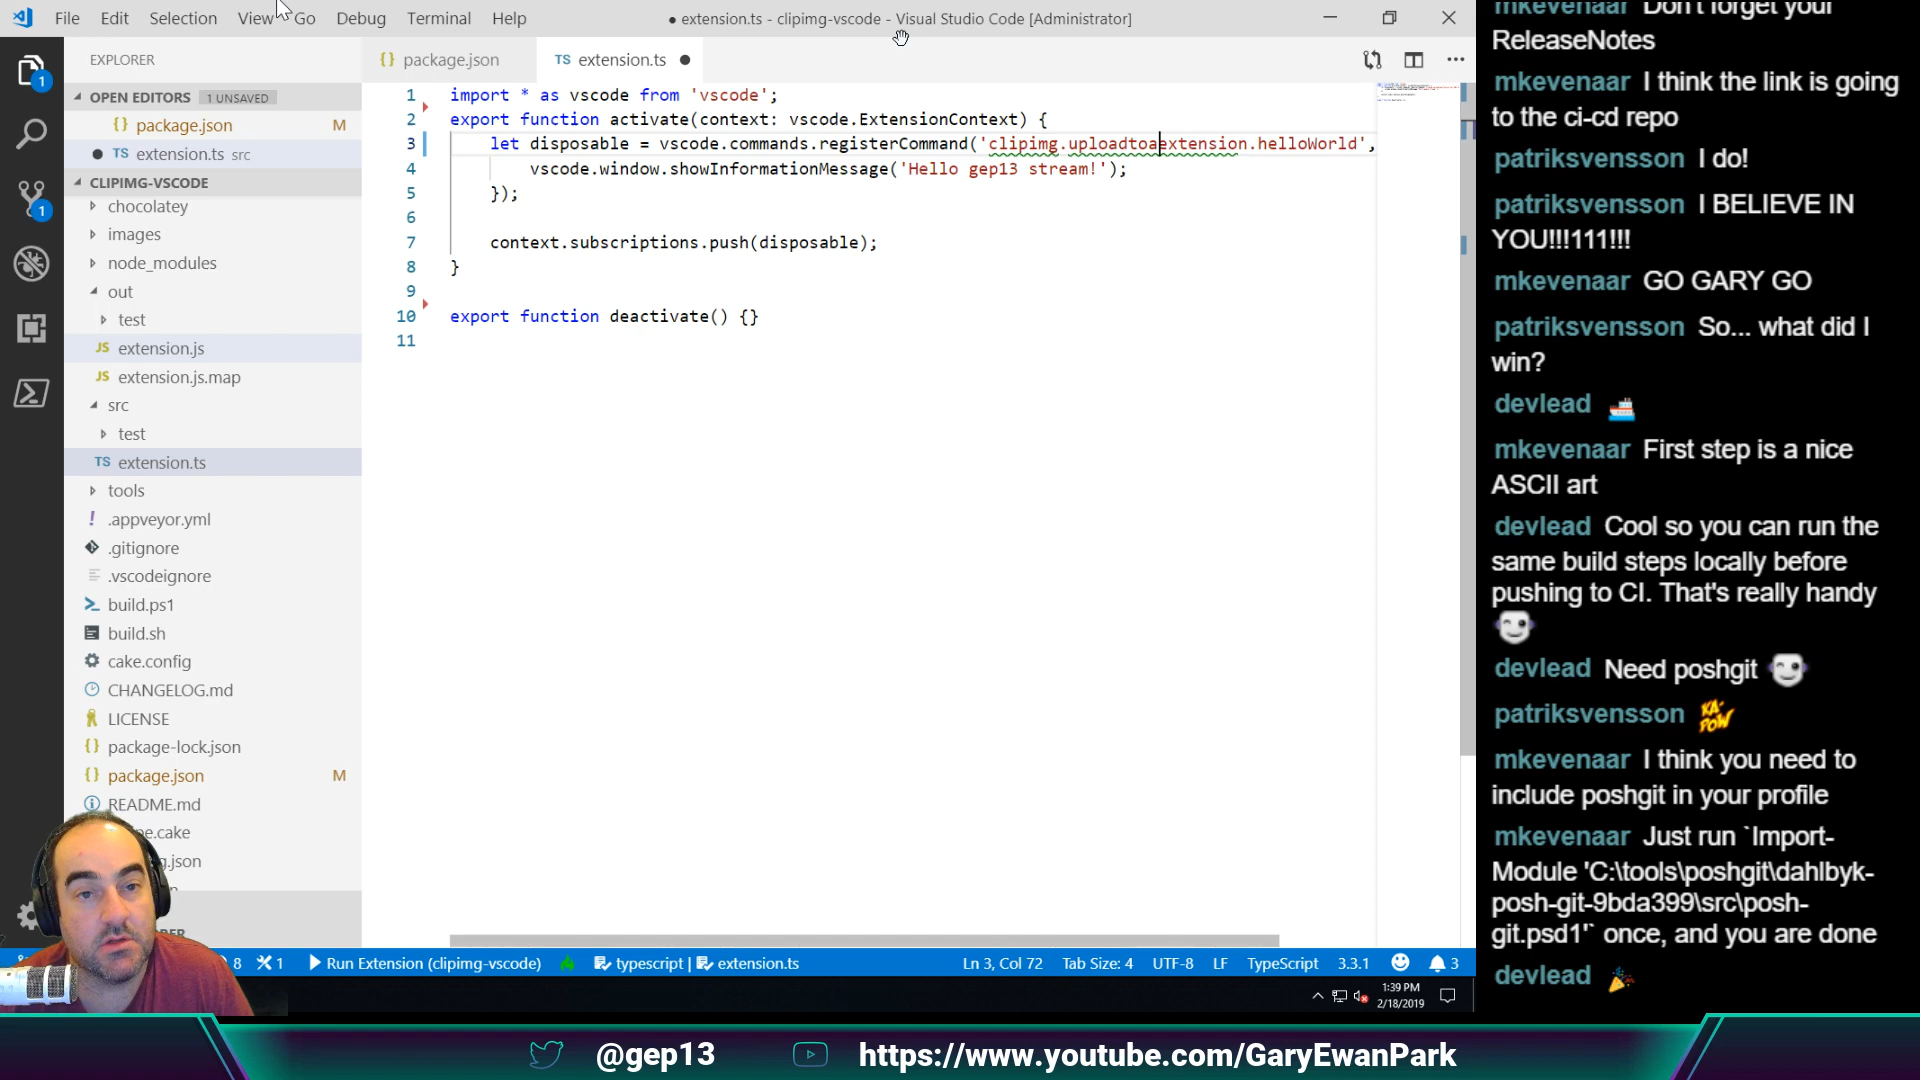 File Edit Selection View Go Debug Terminal Help
● extension.ts - clipimg-vscode - Visual Studio Code [Administrator]
EXPLORER
OPEN EDITORS 1 UNSAVED
{} package.json M
● TS extension.ts src
CLIPIMG-VSCODE
chocolatey
images
node_modules
out
test
JS extension.js
JS extension.js.map
src
test
TS extension.ts
tools
! .appveyor.yml
.gitignore
.vscodeignore
build.ps1
build.sh
cake.config
CHANGELOG.md
LICENSE
{} package-lock.json
{} package.json M
README.md
pe.cake
g.json
1
1
{} package.json
TS extension.ts ●
1 import * as vscode from 'vscode';
2 export function activate(context: vscode.ExtensionContext) {
3 let disposable = vscode.commands.registerCommand('clipimg.uploadtoaextension.helloWorld',
4 vscode.window.showInformationMessage('Hello gep13 stream!');
5 });
6
7 context.subscriptions.push(disposable);
8 }
9
10 export function deactivate() {}
11
8 1 Run Extension (clipimg-vscode) typescript | extension.ts
Ln 3, Col 72 Tab Size: 4 UTF-8 LF TypeScript 3.3.1 3
1:39 PM
2/18/2019
mkevenaar Don't forget your
ReleaseNotes
mkevenaar I think the link is going
to the ci-cd repo
patriksvensson I do!
patriksvensson I BELIEVE IN
YOU!!!111!!!
mkevenaar GO GARY GO
patriksvensson So... what did I
win?
devlead
mkevenaar First step is a nice
ASCII art
devlead Cool so you can run the
same build steps locally before
pushing to CI. That's really handy
devlead Need poshgit
patriksvensson KA-POW
mkevenaar I think you need to
include poshgit in your profile
mkevenaar Just run `Import-
Module 'C:\tools\poshgit\dahlbyk-
posh-git-9bda399\src\posh-
git.psd1'` once, and you are done
devlead
@gep13
https://www.youtube.com/GaryEwanPark